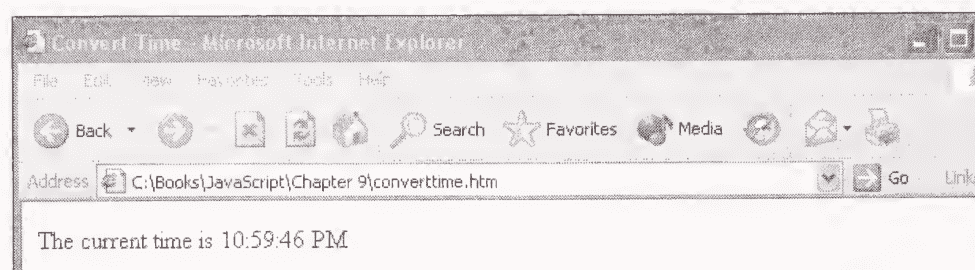 Convert Time - Microsoft Internet Explorer
File Edit View Favorites Tools Help
Back Search Favorites Media
Address C:\Books\JavaScript\Chapter 9\converttime.htm Go Links
The current time is 10:59:46 PM